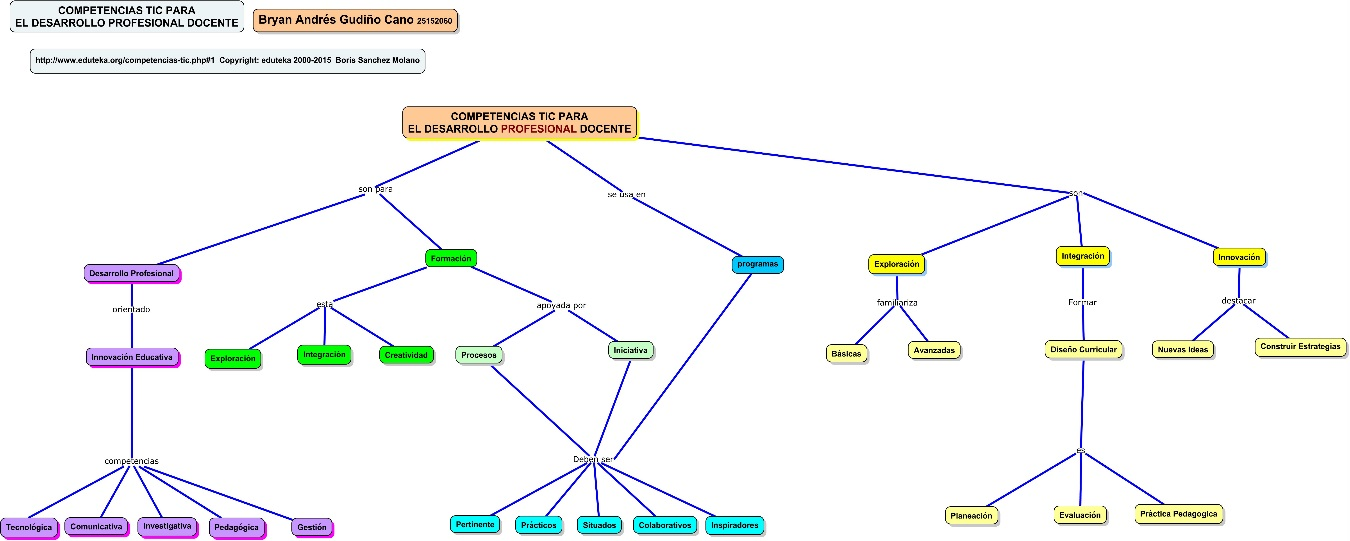 COMPETENCIAS TIC PARA
EL DESARROLLO PROFESIONAL DOCENTE
Bryan Andrés Gudiño Cano 25152060
http://www.eduteka.org/competencias-tic.php#1 Copyright: eduteka 2000-2015 Boris Sanchez Molano
COMPETENCIAS TIC PARA
EL DESARROLLO PROFESIONAL DOCENTE
son para
se usa en
son
Desarrollo Profesional
Formación
programas
Exploración
Integración
Innovación
orientado
esta
apoyada por
familiariza
Formar
destacar
Innovación Educativa
Exploración
Integración
Creatividad
Procesos
Iniciativa
Básicas
Avanzadas
Diseño Curricular
Nuevas Ideas
Construir Estrategias
competencias
Deben ser
es
Tecnológica
Comunicativa
Investigativa
Pedagógica
Gestión
Pertinente
Prácticos
Situados
Colaborativos
Inspiradores
Planeación
Evaluación
Práctica Pedagogica